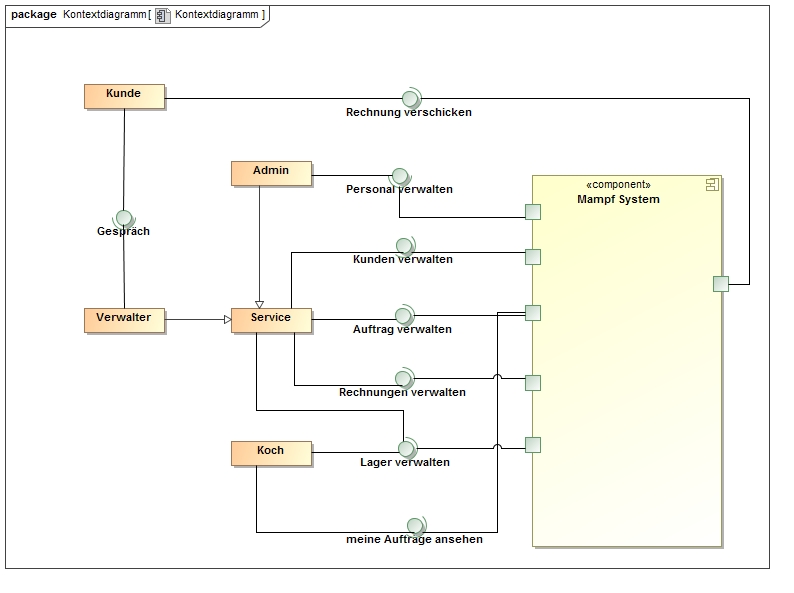 package Kontextdiagramm [ Kontextdiagramm ]
Kunde
Rechnung verschicken
Admin
Personal verwalten
«component»
Mampf System
Gespräch
Kunden verwalten
Verwalter
Service
Auftrag verwalten
Rechnungen verwalten
Koch
Lager verwalten
meine Aufträge ansehen